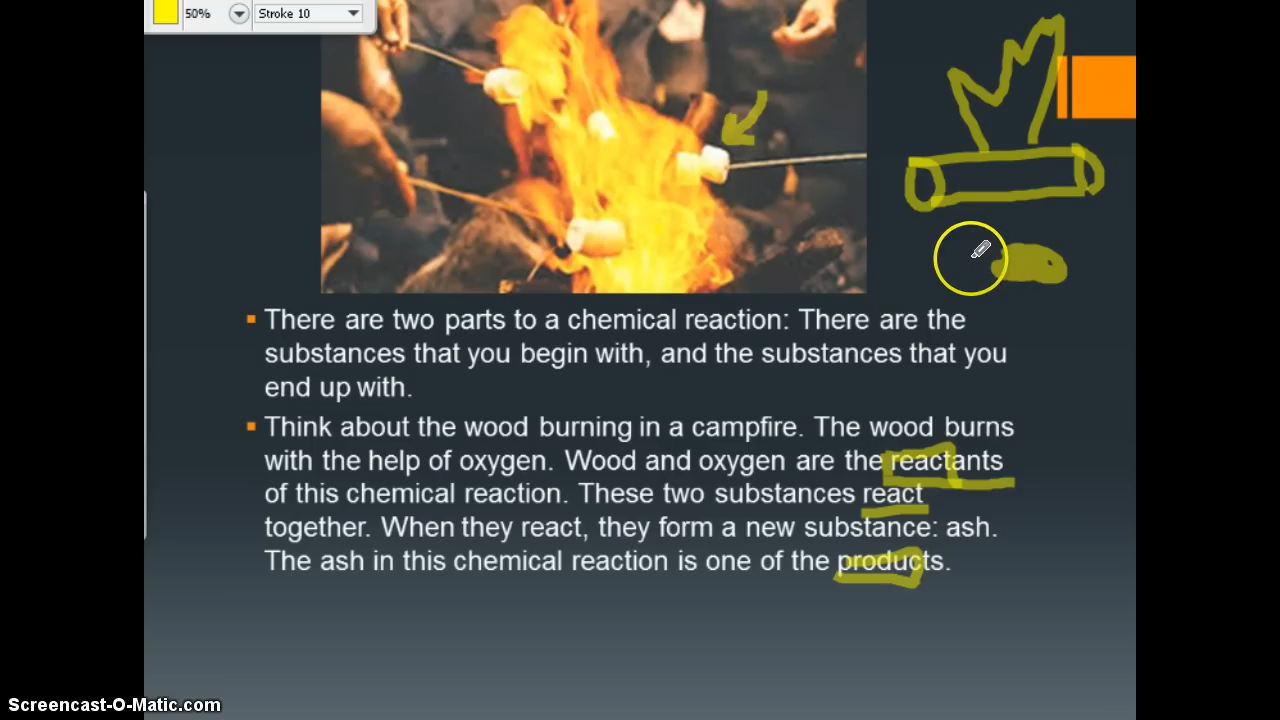 50%
Stroke 10
There are two parts to a chemical reaction: There are the
substances that you begin with, and the substances that you
end up with.
Think about the wood burning in a campfire. The wood burns
with the help of oxygen. Wood and oxygen are the reactants
of this chemical reaction. These two substances react
together. When they react, they form a new substance: ash.
The ash in this chemical reaction is one of the products.
Screencast-O-Matic.com